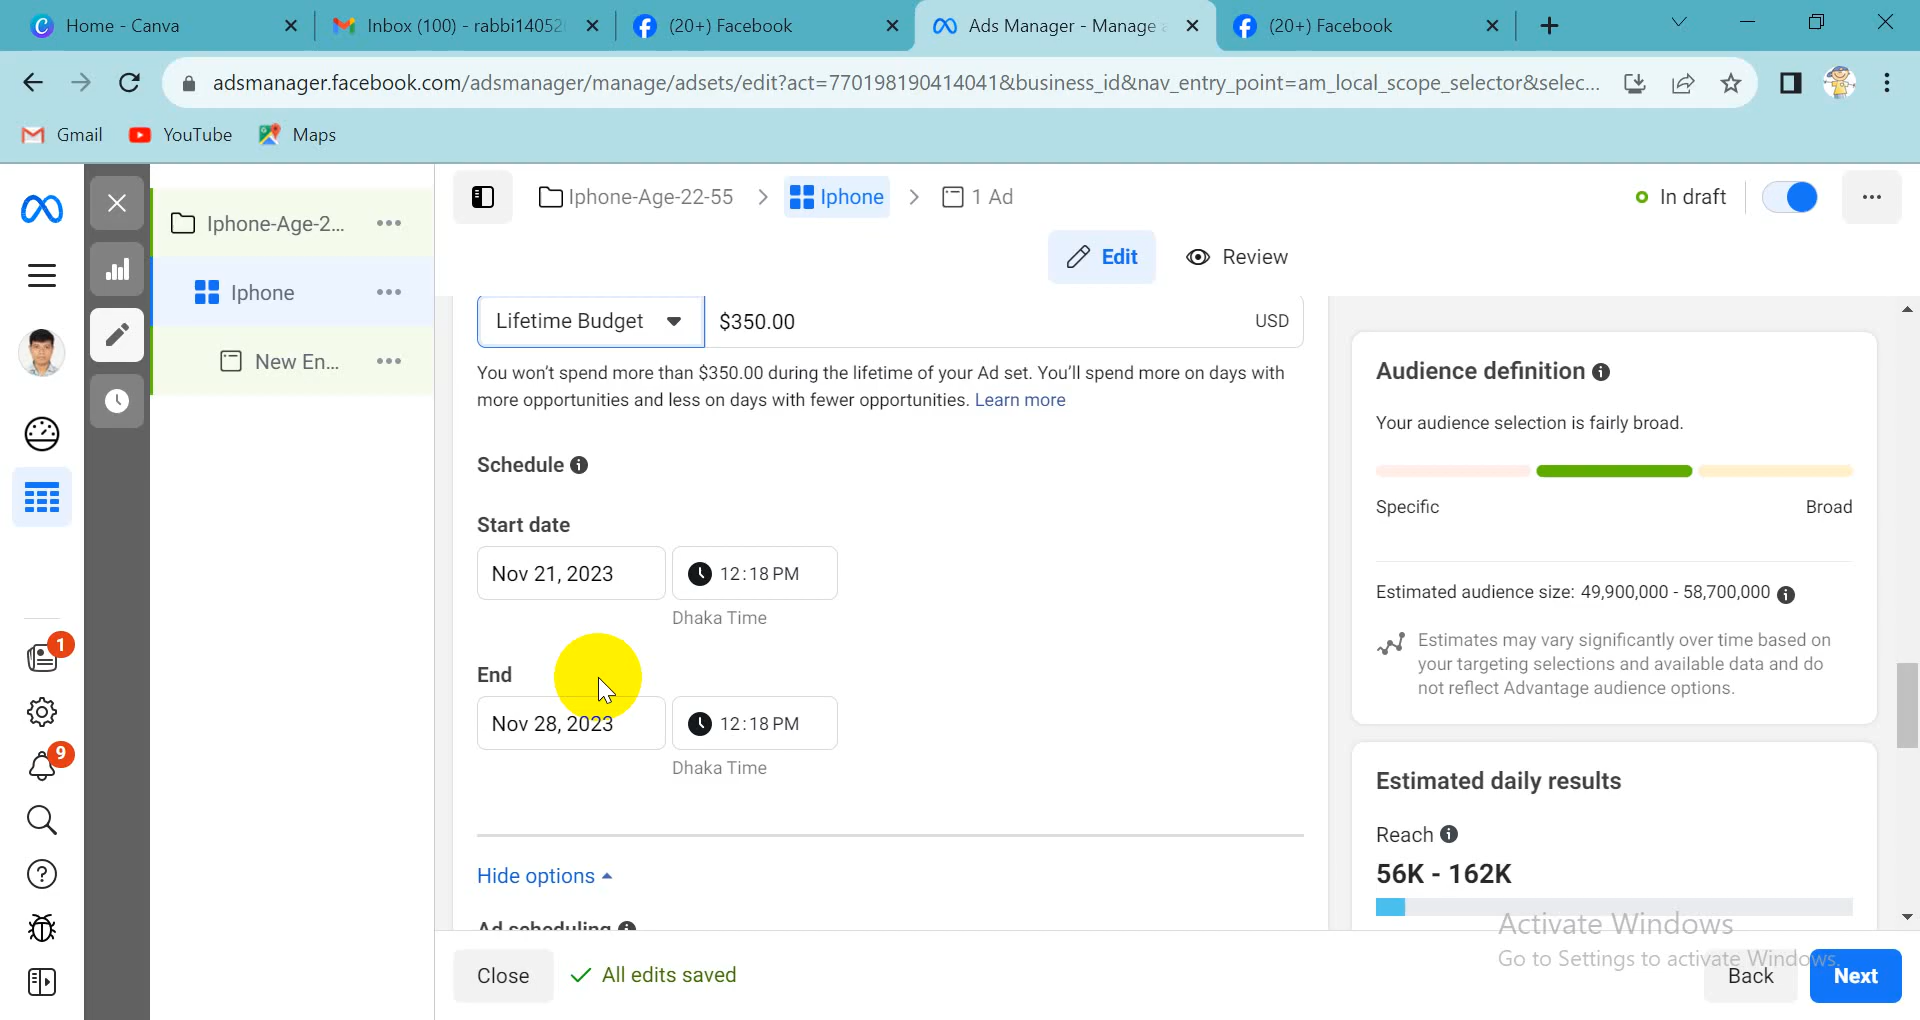 Home - Canva
Inbox (100) - rabbi14052
(20+) Facebook
Ads Manager - Manage a
(20+) Facebook
adsmanager.facebook.com/adsmanager/manage/adsets/edit?act=770198190414041&business_id&nav_entry_point=am_local_scope_selector&selec...
Gmail
YouTube
Maps
Iphone-Age-2...
Iphone
New En...
Iphone-Age-22-55
Iphone
1 Ad
In draft
Edit
Review
Lifetime Budget
$350.00
USD
You won't spend more than $350.00 during the lifetime of your Ad set. You'll spend more on days with
more opportunities and less on days with fewer opportunities. Learn more
Schedule
Start date
Nov 21, 2023
12:18 PM
Dhaka Time
End
Nov 28, 2023
12:18 PM
Dhaka Time
Hide options
Ad scheduling
Audience definition
Your audience selection is fairly broad.
Specific
Broad
Estimated audience size: 49,900,000 - 58,700,000
Estimates may vary significantly over time based on
your targeting selections and available data and do
not reflect Advantage audience options.
Estimated daily results
Reach
56K - 162K
Activate Windows
Go to Settings to activate Windows.
1
9
Close
All edits saved
Back
Next